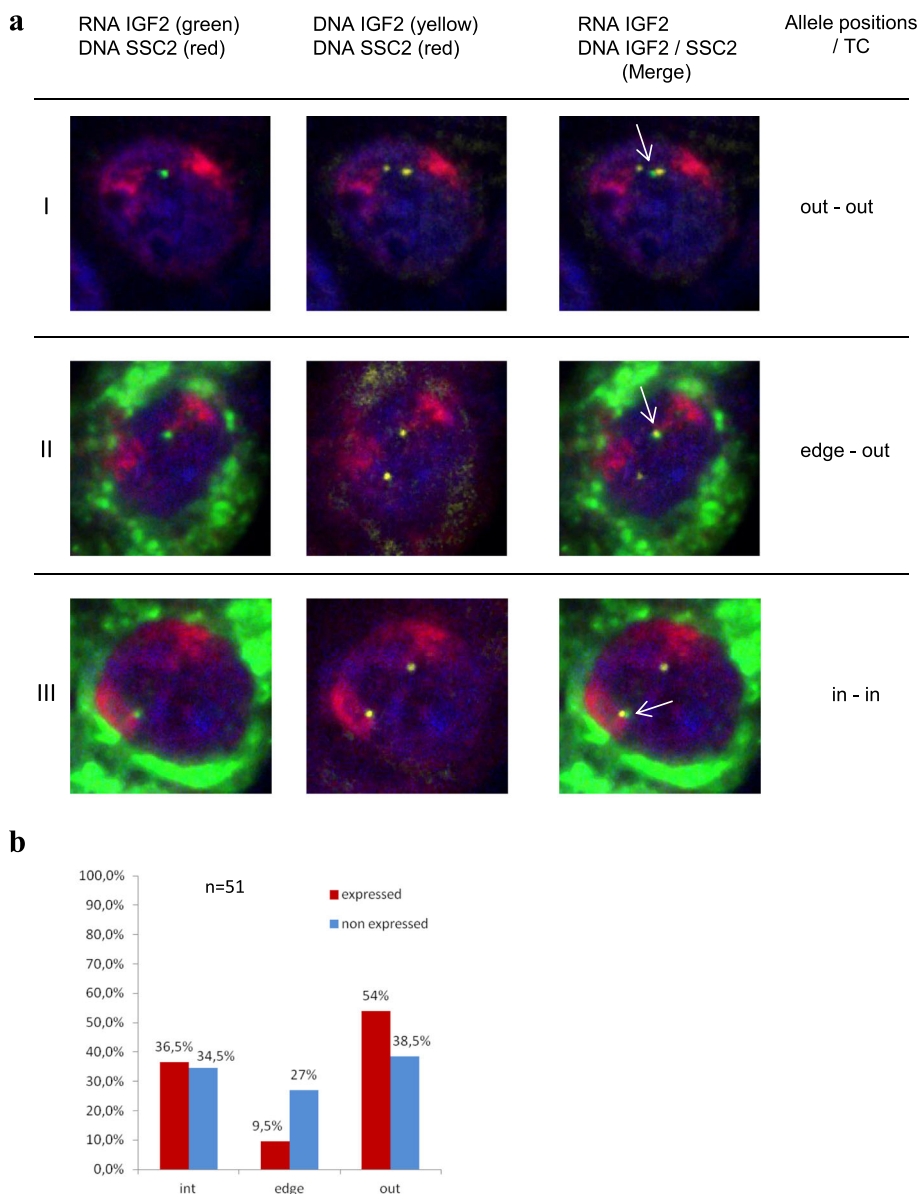 a
RNA IGF2 (green)
DNA SSC2 (red)
DNA IGF2 (yellow)
DNA SSC2 (red)
RNA IGF2
DNA IGF2 / SSC2
(Merge)
Allele positions
/ TC
I
out - out
II
edge - out
III
in - in
b
100,0%
90,0%
80,0%
70,0%
60,0%
50,0%
40,0%
30,0%
20,0%
10,0%
0,0%
n=51
expressed
non expressed
36,5%
34,5%
9,5%
27%
54%
38,5%
int
edge
out